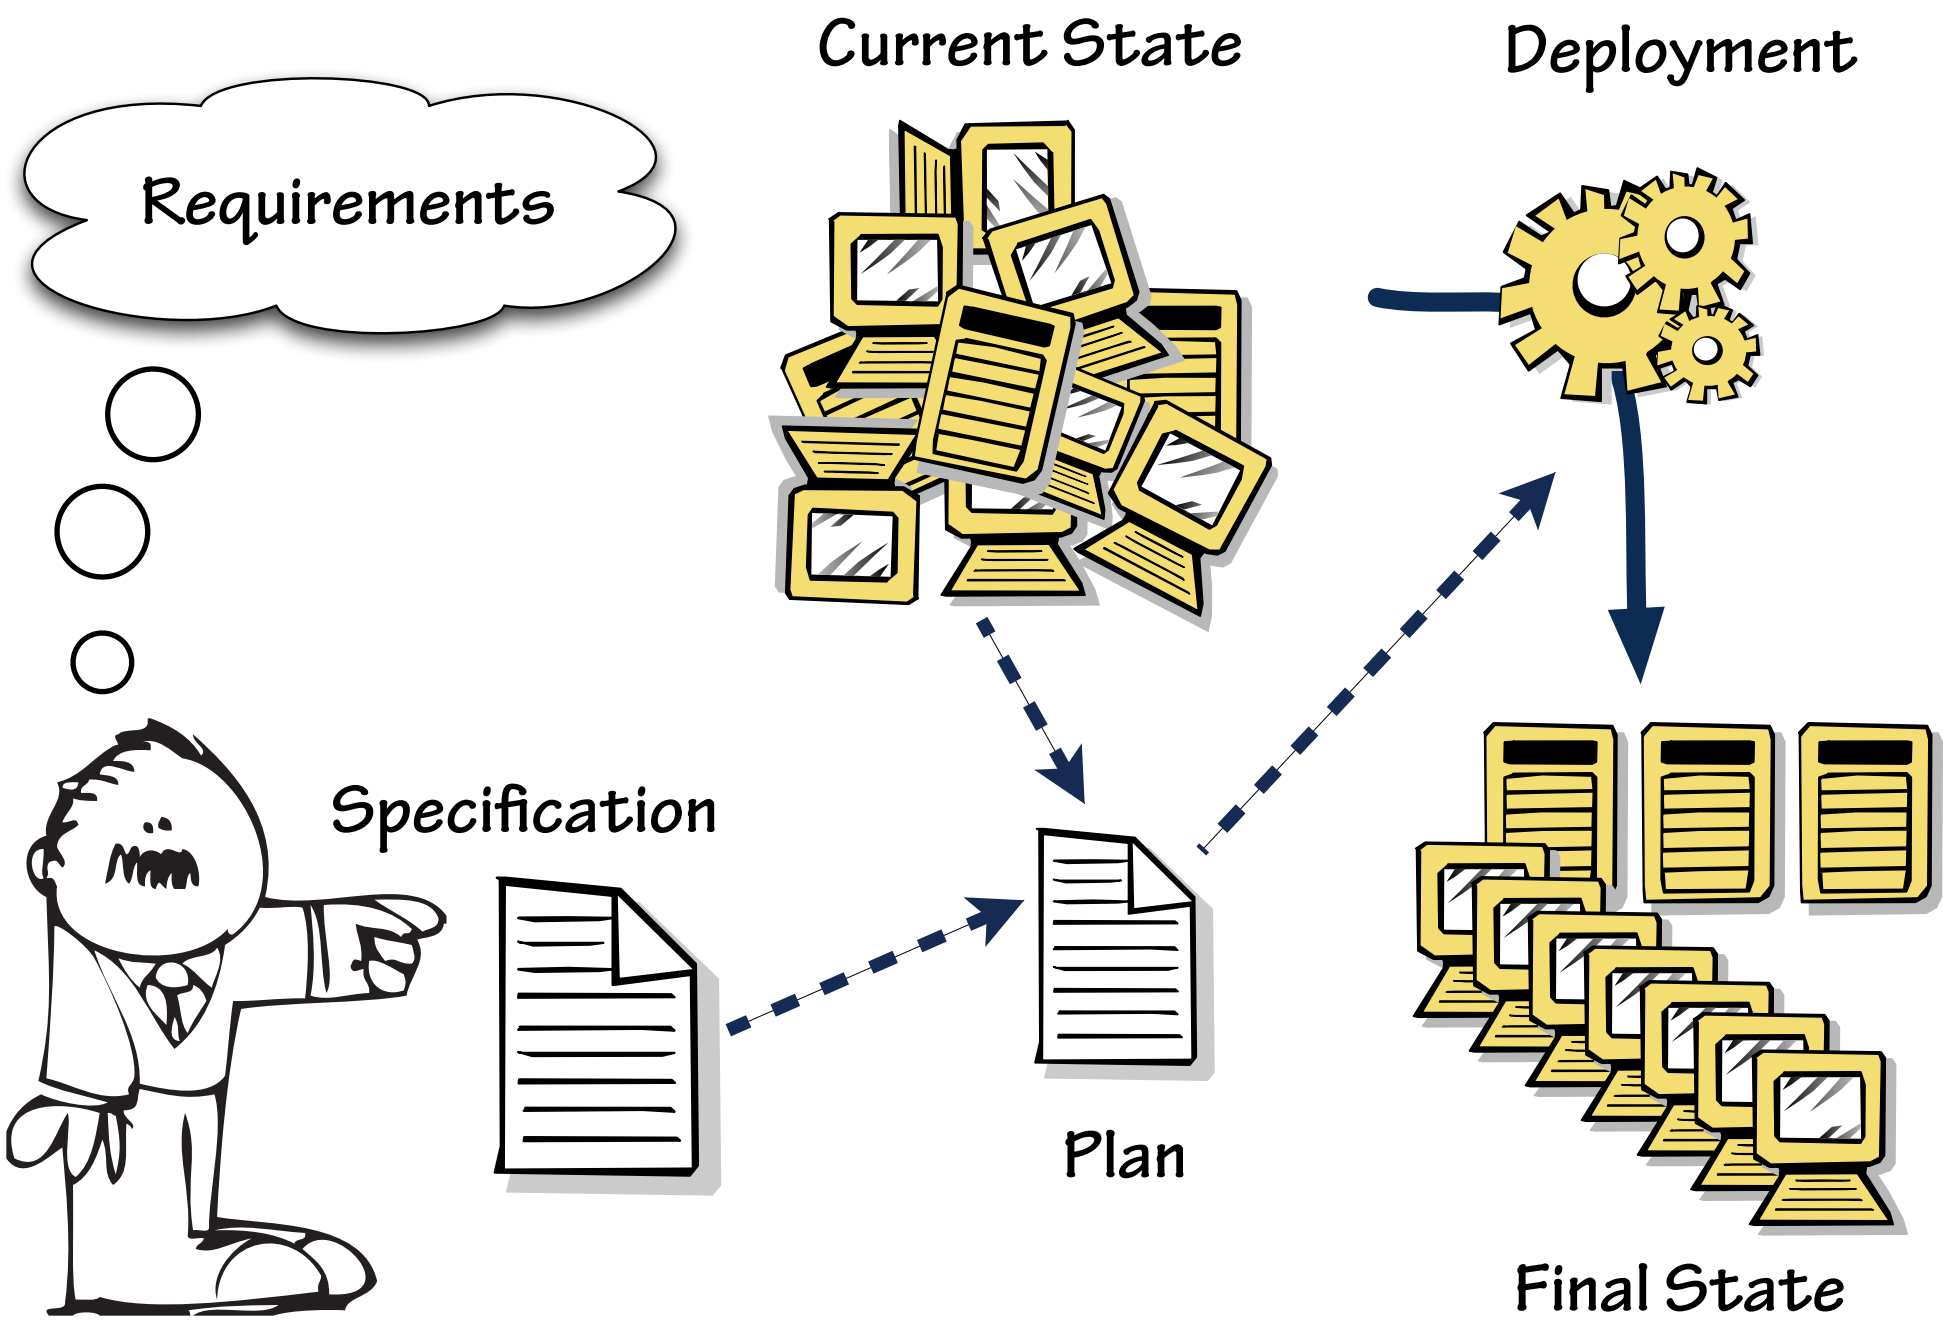 Current State
Deployment
Requirements
Specification
Plan
Final State